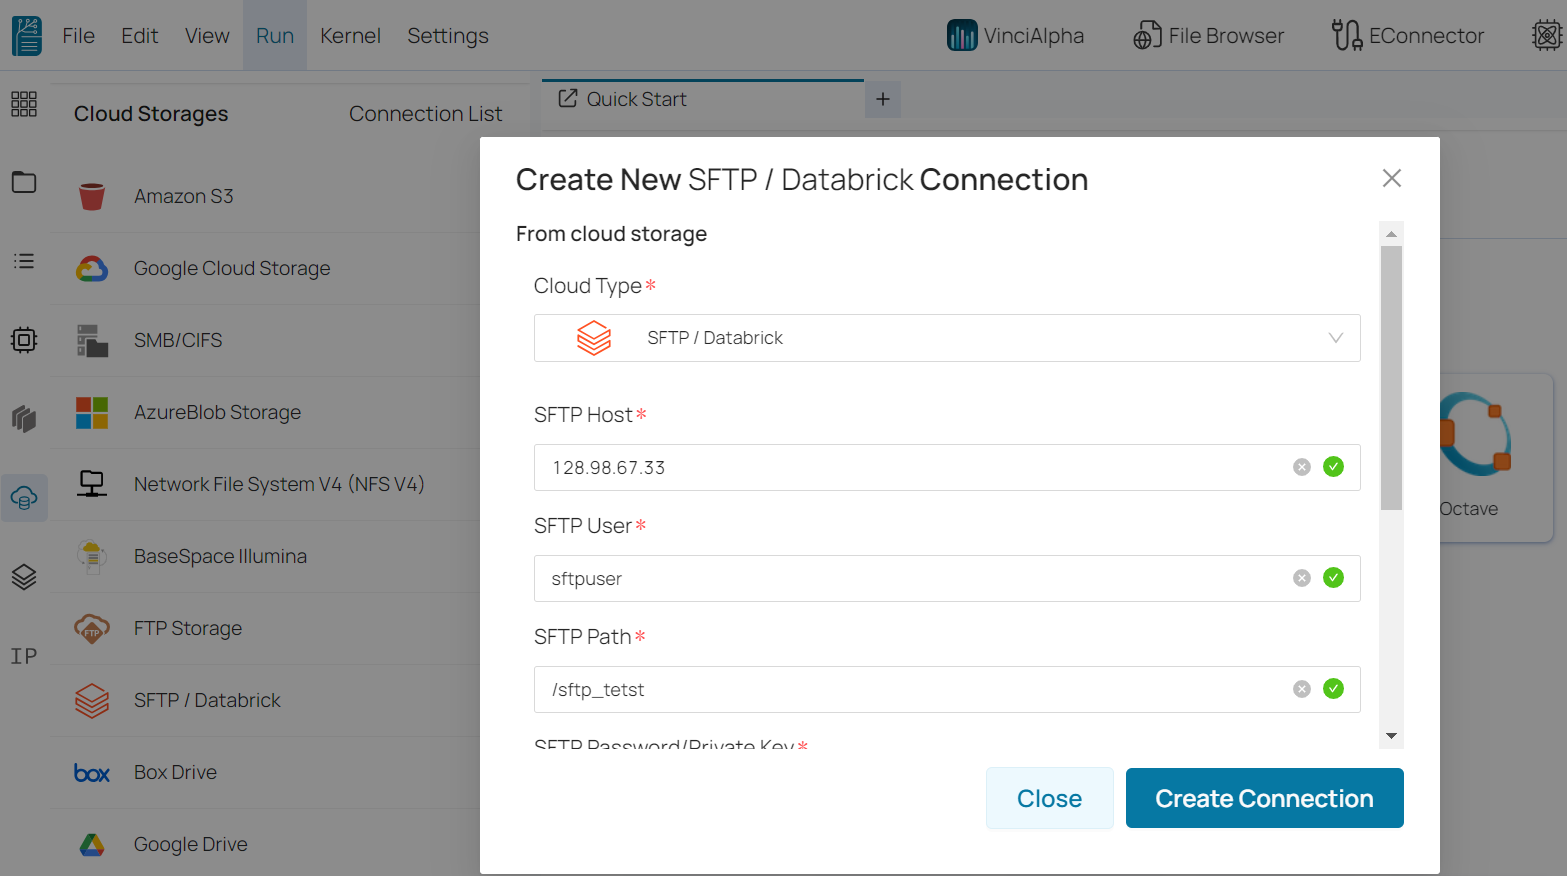 File Edit View Run Kernel Settings VinciAlpha File Browser EConnector
Cloud Storages Connection List
Quick Start +
Amazon S3
Google Cloud Storage
SMB/CIFS
AzureBlob Storage
Network File System V4 (NFS V4)
BaseSpace Illumina
FTP
FTP Storage
IP
SFTP / Databrick
box Box Drive
Google Drive
Create New SFTP / Databrick Connection
From cloud storage
Cloud Type*
SFTP / Databrick
SFTP Host*
128.98.67.33
SFTP User*
sftpuser
SFTP Path*
/sftp_tetst
SFTP Password/Private Key*
Close Create Connection
Octave